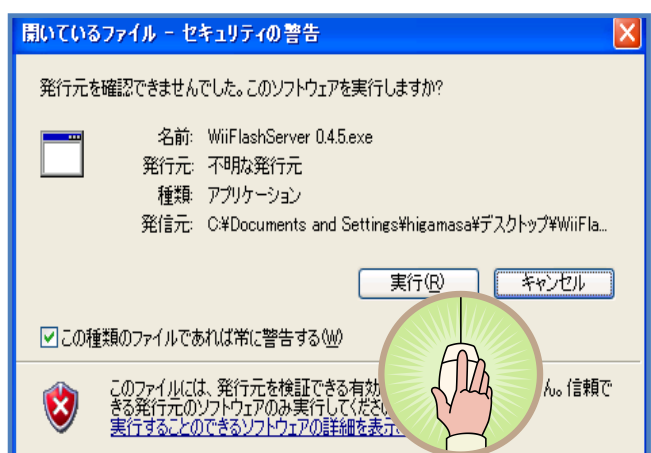 開いているファイル - セキュリティの警告
発行元を確認できませんでした。このソフトウェアを実行しますか?
名前: WiiFlashServer 0.4.5.exe
発行元: 不明な発行元
種類: アプリケーション
発信元: C:¥Documents and Settings¥higamasa¥デスクトップ¥WiiFla...
実行(R) キャンセル
この種類のファイルであれば常に警告する(W)
このファイルには、発行元を検証できる有効 ん。信頼で
きる発行元のソフトウェアのみ実行してくださ
実行することのできるソフトウェアの詳細を表示